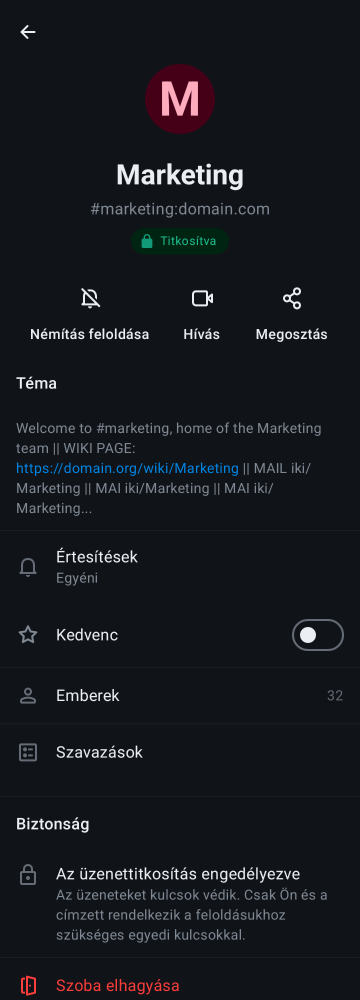 M
Marketing
#marketing:domain.com
Titkosítva
Némítás feloldása
Hívás
Megosztás
Téma
Welcome to #marketing, home of the Marketing
team || WIKI PAGE:
https://domain.org/wiki/Marketing || MAIL iki/
Marketing || MAI iki/Marketing || MAI iki/
Marketing...
Értesítések
Egyéni
Kedvenc
Emberek
32
Szavazások
Biztonság
Az üzenettitkosítás engedélyezve
Az üzeneteket kulcsok védik. Csak Ön és a
címzett rendelkezik a feloldásukhoz
szükséges egyedi kulcsokkal.
Szoba elhagyása